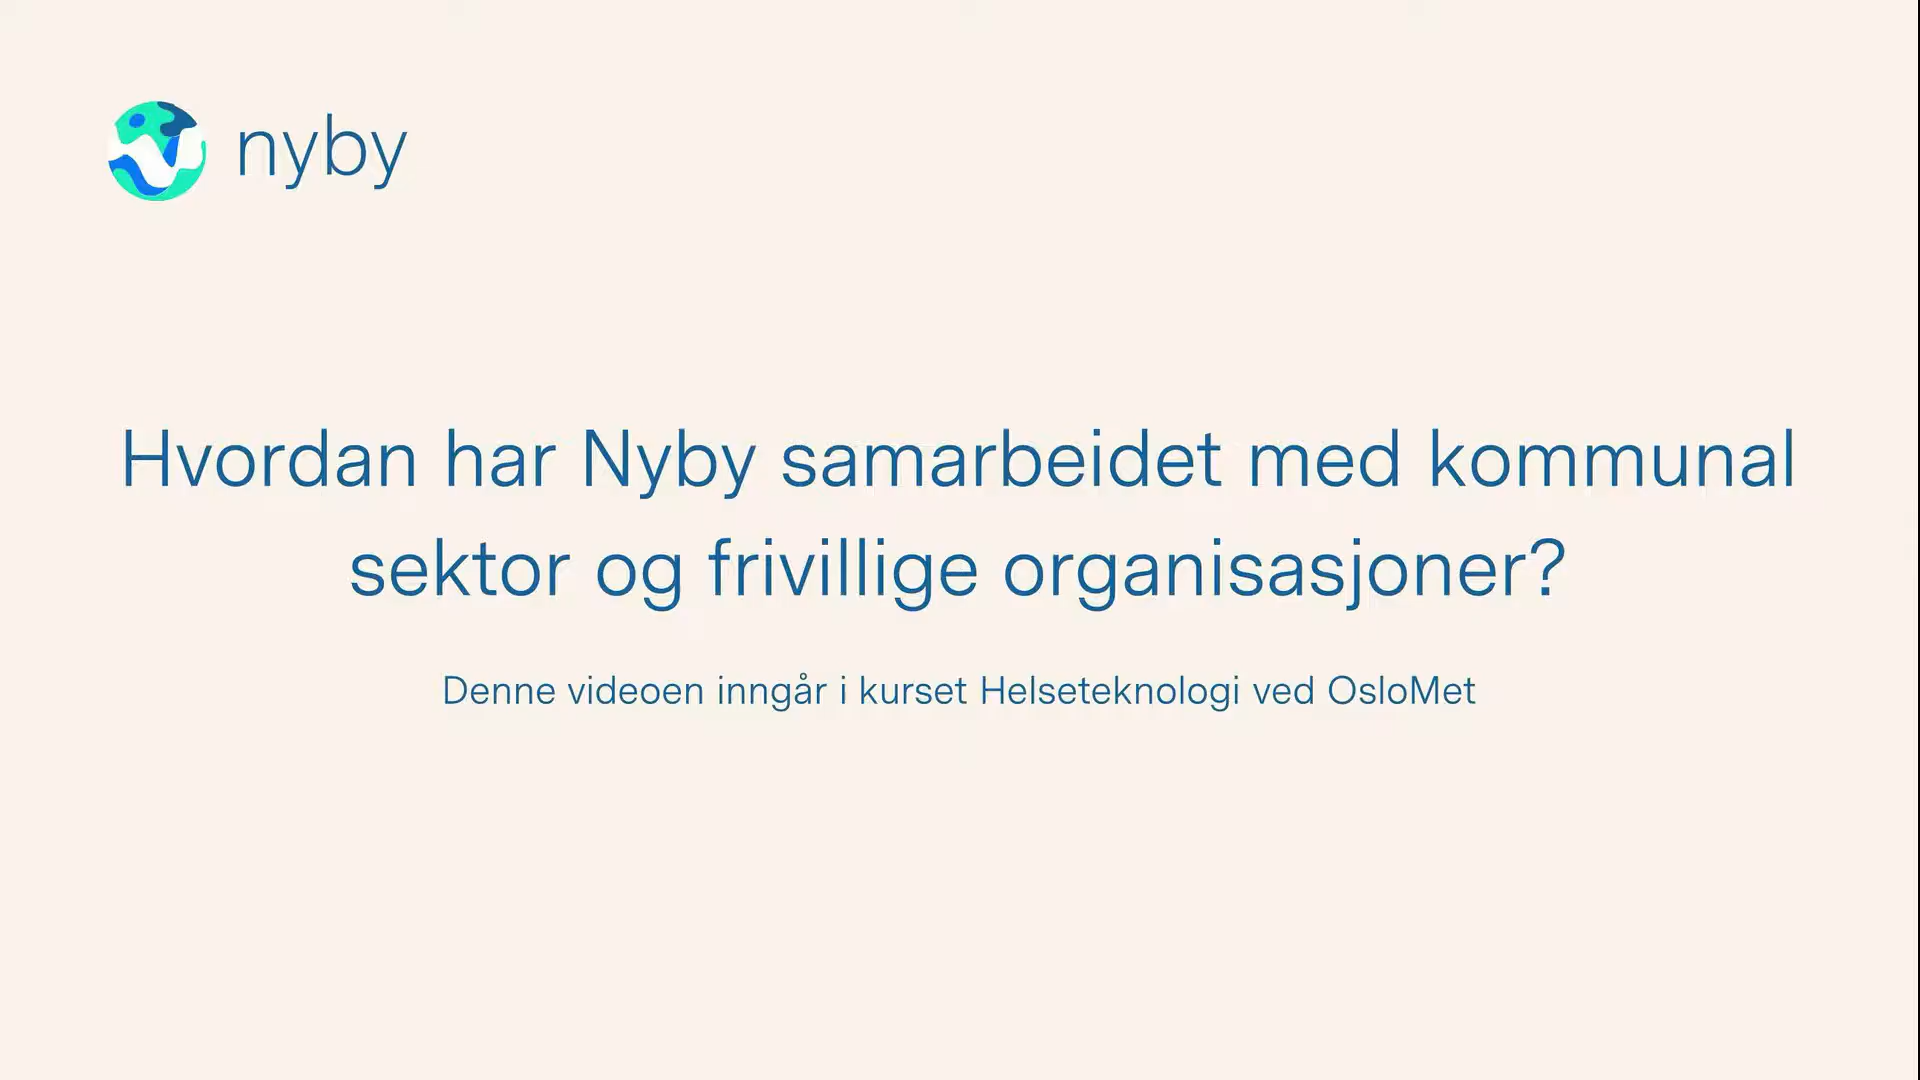 nyby
Hvordan har Nyby samarbeidet med kommunal
sektor og frivillige organisasjoner?
Denne videoen inngår i kurset Helseteknologi ved OsloMet